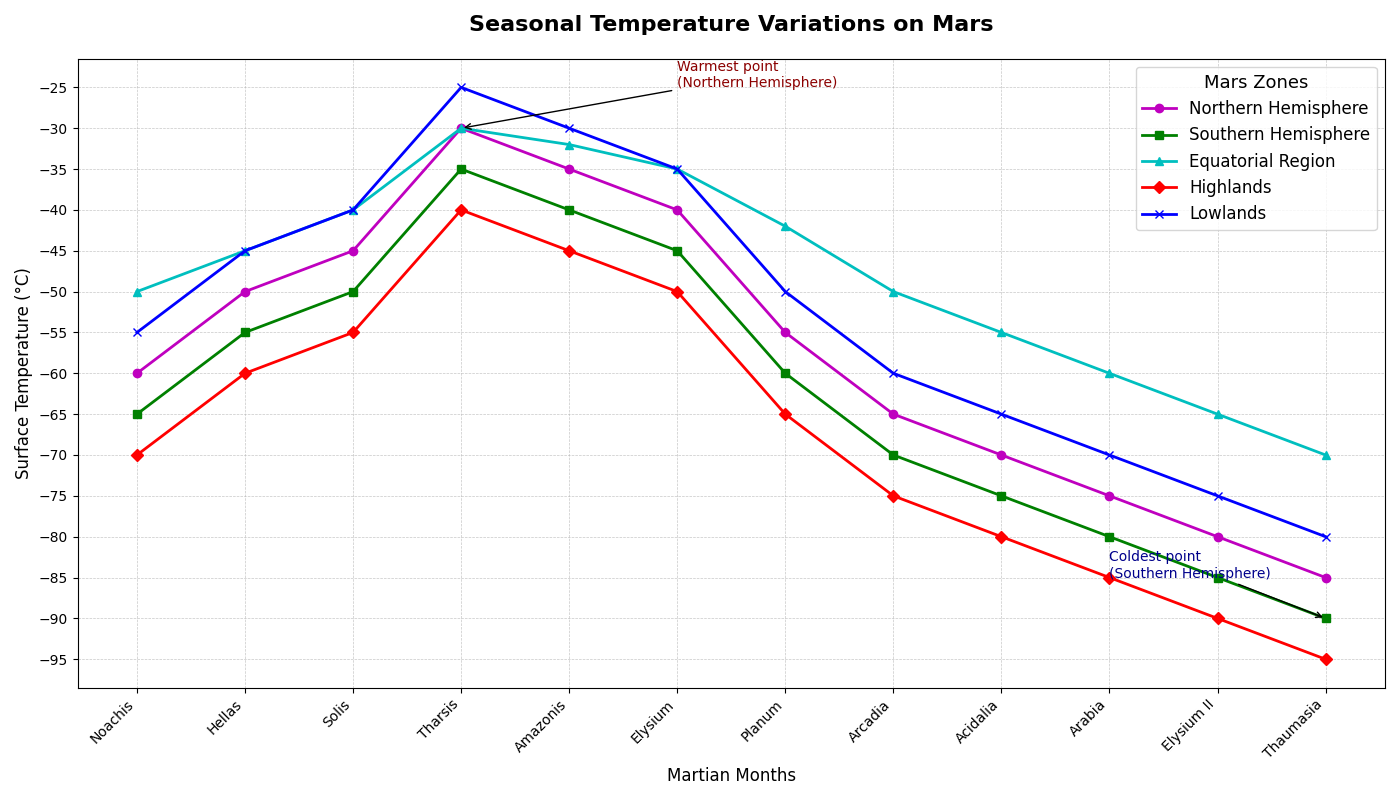 Seasonal Temperature Variations on Mars
Warmest point
(Northern Hemisphere)
Mars Zones
Northern Hemisphere
Southern Hemisphere
Equatorial Region
Highlands
Lowlands
Surface Temperature (°C)
−25
−30
−35
−40
−45
−50
−55
−60
−65
−70
−75
−80
−85
−90
−95
Coldest point
(Southern Hemisphere)
Noachis
Hellas
Solis
Tharsis
Amazonis
Elysium
Planum
Arcadia
Acidalia
Arabia
Elysium II
Thaumasia
Martian Months